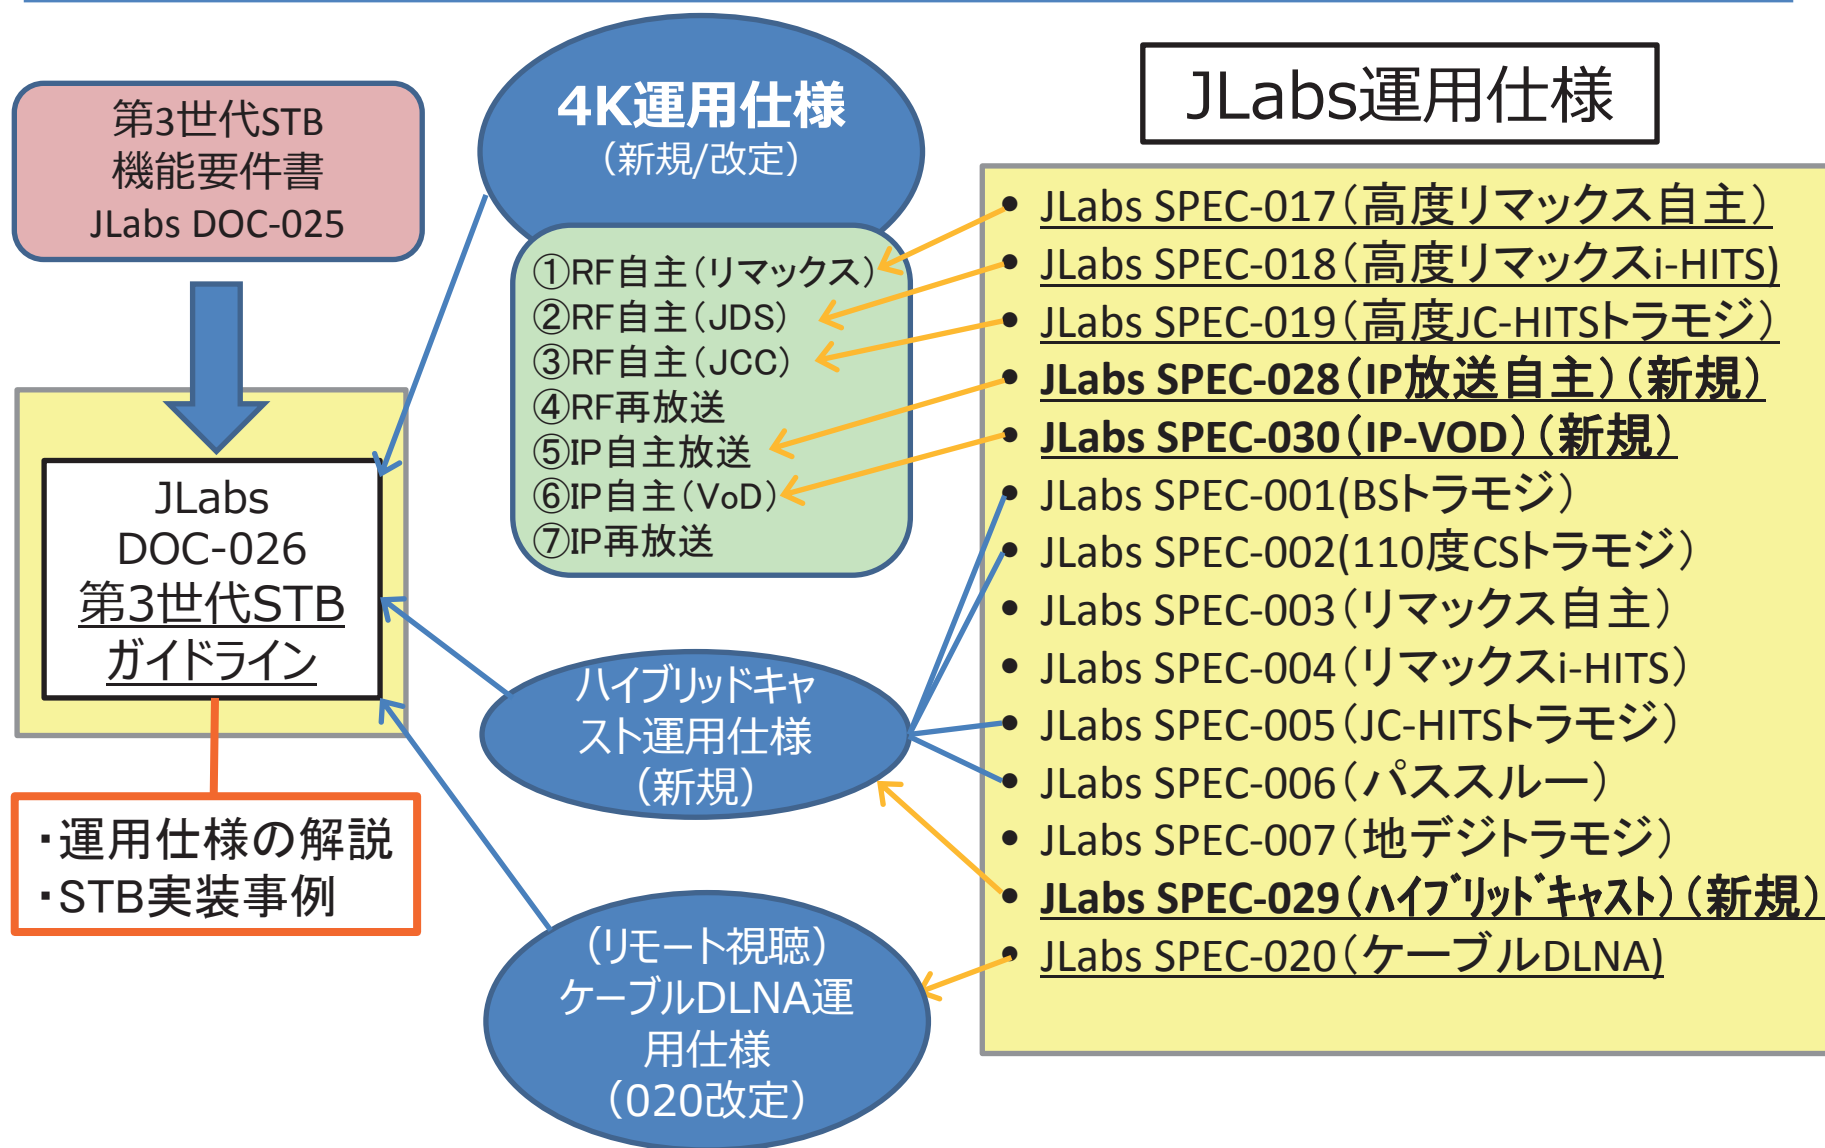 第3世代STB
機能要件書
JLabs DOC-025
JLabs
DOC-026
第3世代STB
ガイドライン
・運用仕様の解説
・STB実装事例
4K運用仕様
（新規/改定）
①RF自主（リマックス）
②RF自主（JDS）
③RF自主（JCC）
④RF再放送
⑤IP自主放送
⑥IP自主（VoD）
⑦IP再放送
ハイブリッドキャ
スト運用仕様
（新規）
（リモート視聴）
ケーブルDLNA運
用仕様
（020改定）
JLabs運用仕様
• JLabs SPEC-017（高度リマックス自主）
• JLabs SPEC-018（高度リマックスi-HITS)
• JLabs SPEC-019（高度JC-HITSトラモジ）
• JLabs SPEC-028（IP放送自主）（新規）
• JLabs SPEC-030（IP-VOD）（新規）
• JLabs SPEC-001(BSトラモジ）
• JLabs SPEC-002(110度CSトラモジ）
• JLabs SPEC-003（リマックス自主）
• JLabs SPEC-004（リマックスi-HITS）
• JLabs SPEC-005（JC-HITSトラモジ）
• JLabs SPEC-006（パススルー）
• JLabs SPEC-007（地デジトラモジ）
• JLabs SPEC-029（ﾊｲﾌﾞﾘｯﾄﾞｷｬｽﾄ）（新規）
• JLabs SPEC-020（ケーブルDLNA)